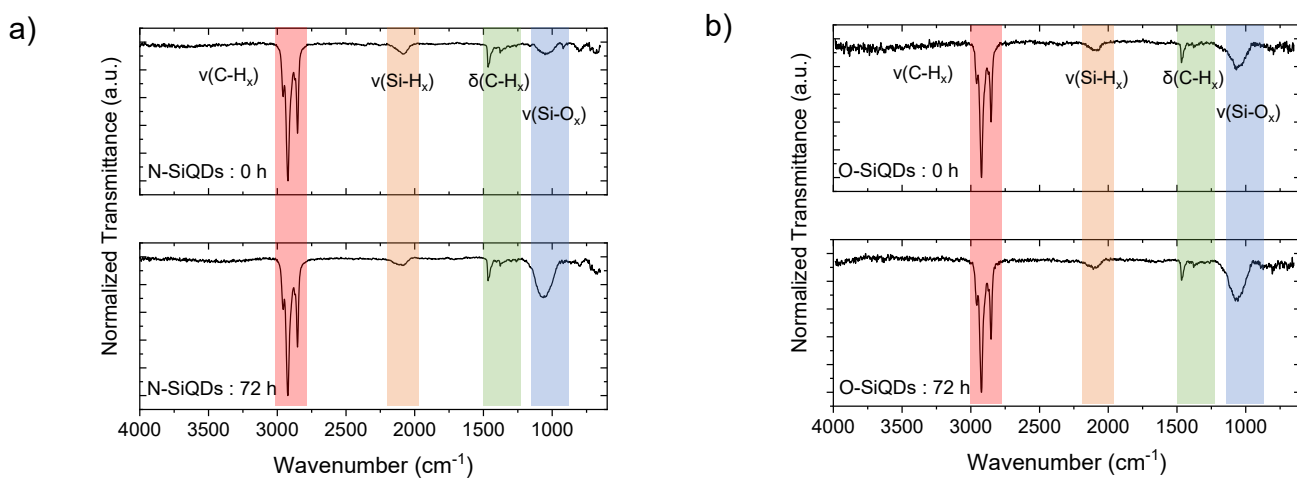 a)
Normalized Transmittance (a.u.)
ν(C-Hₓ)
ν(Si-Hₓ)
δ(C-Hₓ)
ν(Si-Oₓ)
N-SiQDs : 0 h
N-SiQDs : 72 h
4000 3500 3000 2500 2000 1500 1000
Wavenumber (cm⁻¹)
b)
Normalized Transmittance (a.u.)
ν(C-Hₓ)
ν(Si-Hₓ)
δ(C-Hₓ)
ν(Si-Oₓ)
O-SiQDs : 0 h
O-SiQDs : 72 h
4000 3500 3000 2500 2000 1500 1000
Wavenumber (cm⁻¹)